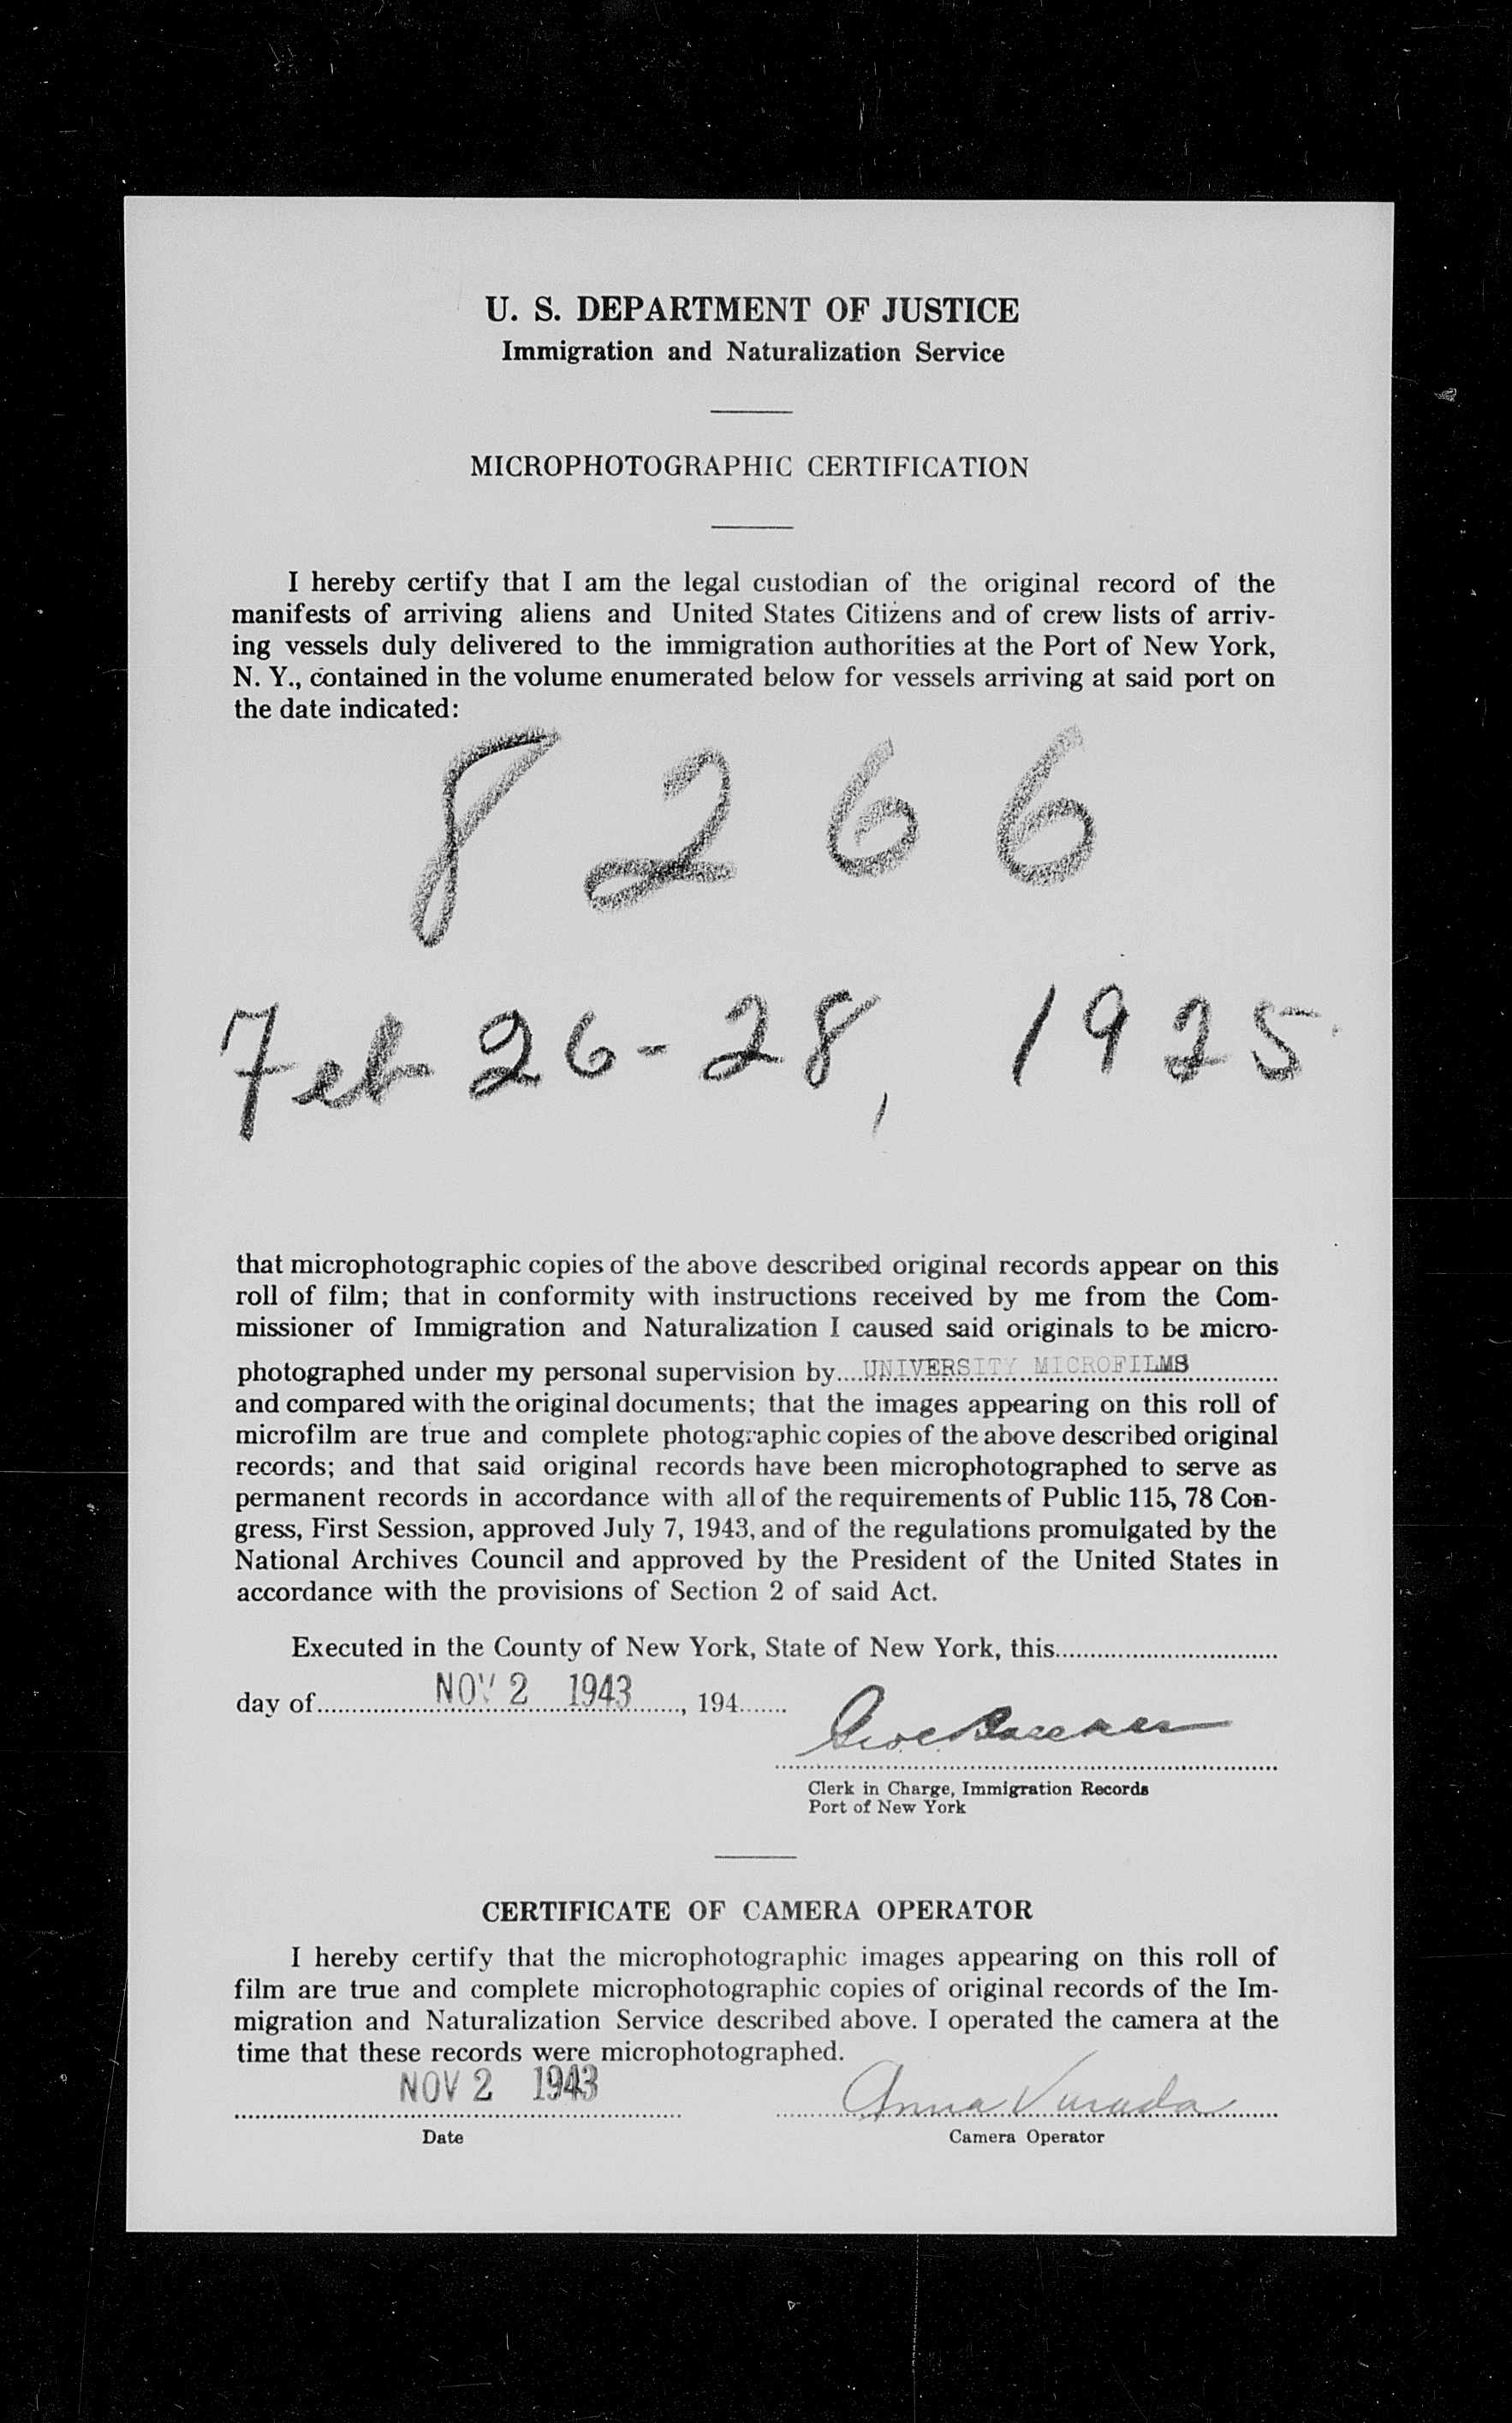 U. S. DEPARTMENT OF JUSTICE
Immigration and Naturalization Service
MICROPHOTOGRAPHIC CERTIFICATION
I hereby certify that I am the legal custodian of the original record of the
manifests of arriving aliens and United States Citizens and of crew lists of arriv-
ing vessels duly delivered to the immigration authorities at the Port of New York,
N. Y., contained in the volume enumerated below for vessels arriving at said port on
the date indicated:
8 2 6 6
Feb 26-28, 1925
that microphotographic copies of the above described original records appear on this
roll of film; that in conformity with instructions received by me from the Com-
missioner of Immigration and Naturalization I caused said originals to be micro-
photographed under my personal supervision by....UNIVERSITY MICROFILMS
and compared with the original documents; that the images appearing on this roll of
microfilm are true and complete photographic copies of the above described original
records; and that said original records have been microphotographed to serve as
permanent records in accordance with all of the requirements of Public 115, 78 Con-
gress, First Session, approved July 7, 1943, and of the regulations promulgated by the
National Archives Council and approved by the President of the United States in
accordance with the provisions of Section 2 of said Act.
Executed in the County of New York, State of New York, this
day of NOV 2 1943, 194
Clerk in Charge, Immigration Records
Port of New York
CERTIFICATE OF CAMERA OPERATOR
I hereby certify that the microphotographic images appearing on this roll of
film are true and complete microphotographic copies of original records of the Im-
migration and Naturalization Service described above. I operated the camera at the
time that these records were microphotographed.
NOV 2 1943
Anna
Date
Camera Operator